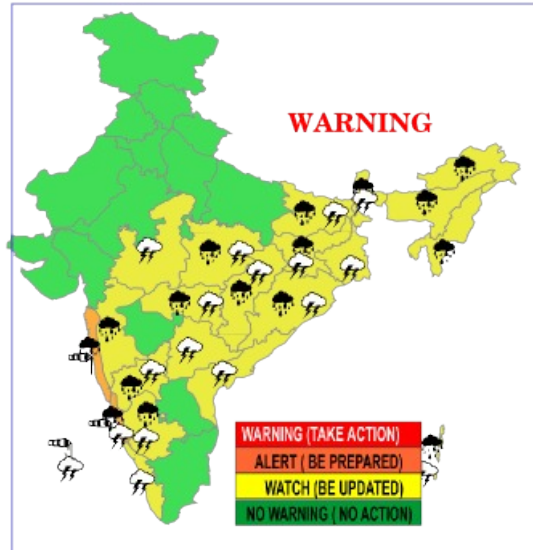 WARNING
WARNING (TAKE ACTION)
ALERT ( BE PREPARED)
WATCH (BE UPDATED)
NO WARNING ( NO ACTION)